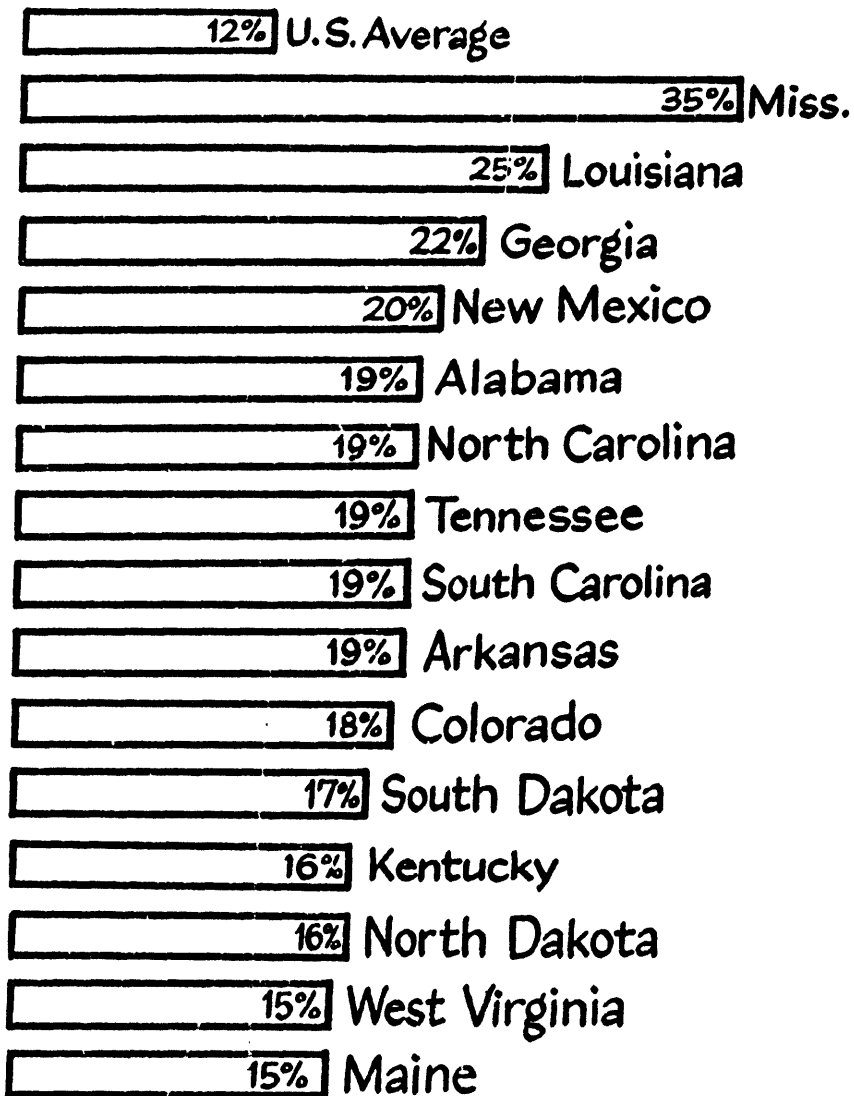 12% U.S. Average
35% Miss.
25% Louisiana
22% Georgia
20% New Mexico
19% Alabama
19% North Carolina
19% Tennessee
19% South Carolina
19% Arkansas
18% Colorado
17% South Dakota
16% Kentucky
16% North Dakota
15% West Virginia
15% Maine